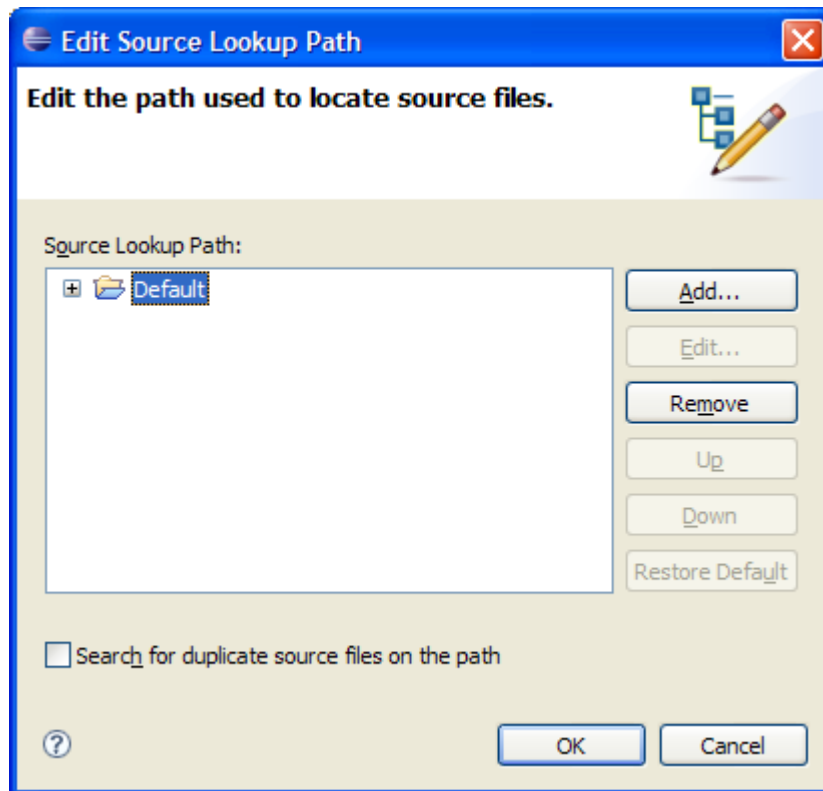 Edit Source Lookup Path
Edit the path used to locate source files.
Source Lookup Path:
Default
Add...
Edit...
Remove
Up
Down
Restore Default
Search for duplicate source files on the path
OK
Cancel